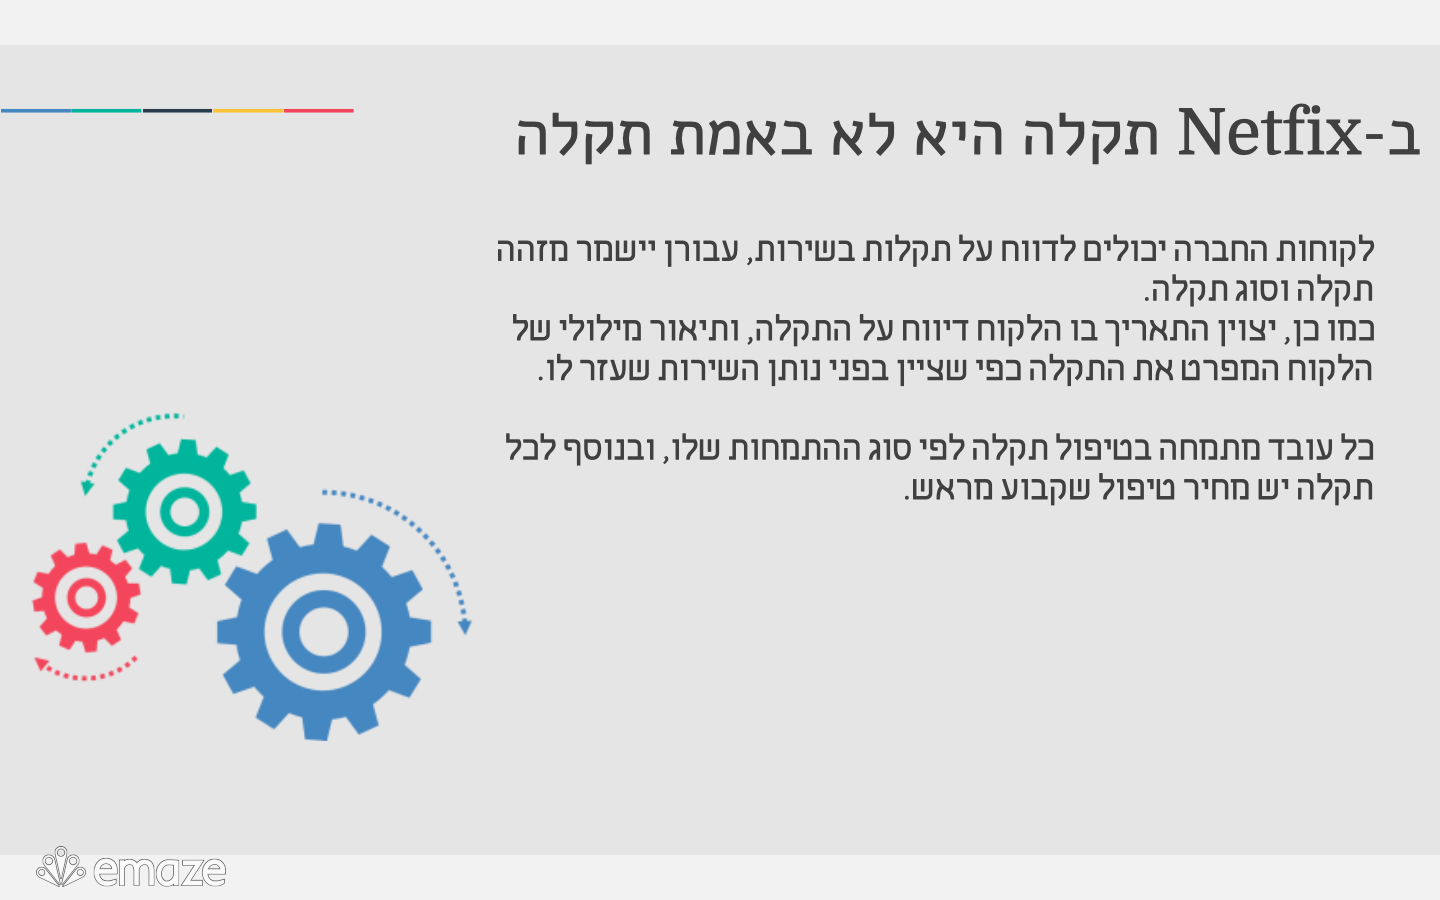 ב-Netfix תקלה היא לא באמת תקלה
לקוחות החברה יכולים לדווח על תקלות בשירות, עבורן יישמר מזהה
תקלה וסוג תקלה.
כמו כן, יצוין התאריך בו הלקוח דיווח על התקלה, ותיאור מילולי של
הלקוח המפרט את התקלה כפי שציין בפני נותן השירות שעזר לו.
כל עובד מתמחה בטיפול תקלה לפי סוג ההתמחות שלו, ובנוסף לכל
תקלה יש מחיר טיפול שקבוע מראש.
emaze